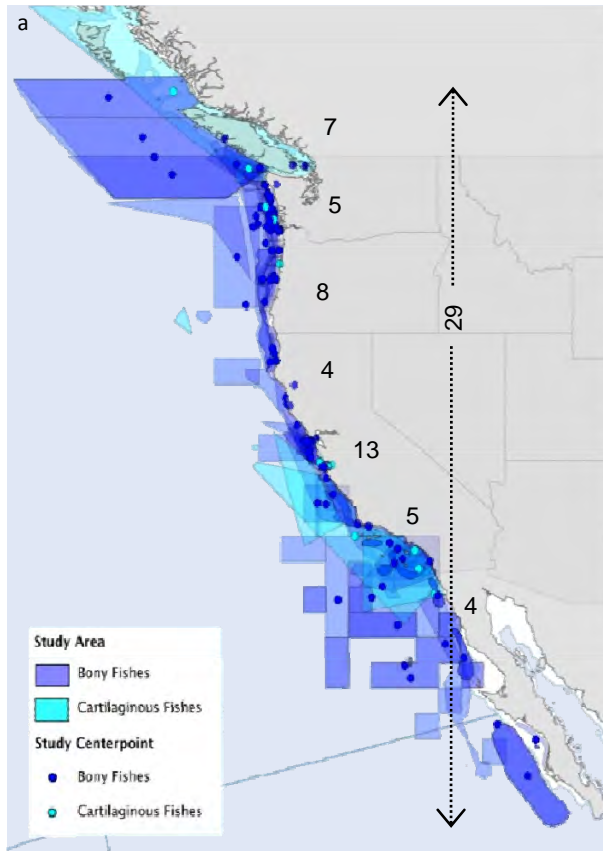 a
7
5
8
29
4
13
5
4
Study Area
Bony Fishes
Cartilaginous Fishes
Study Centerpoint
Bony Fishes
Cartilaginous Fishes